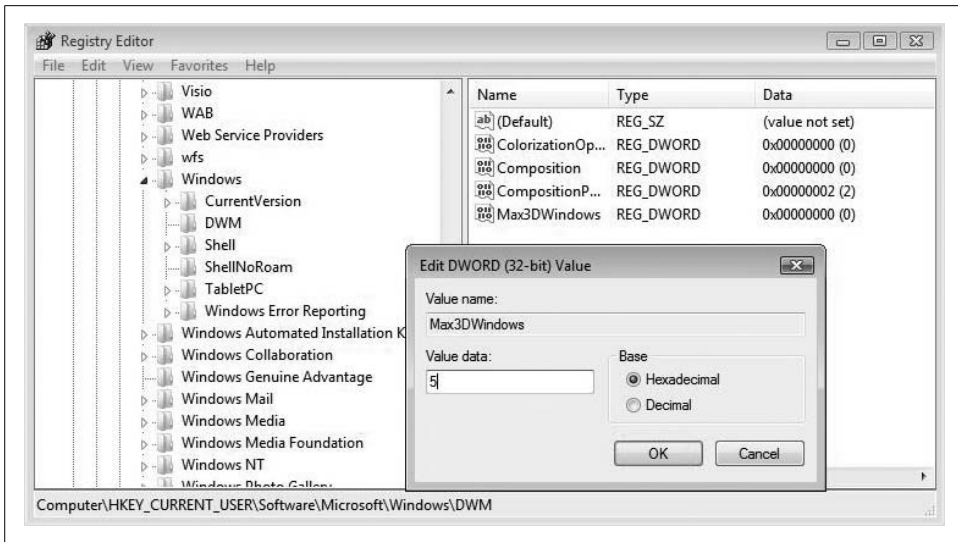 Registry Editor
File Edit View Favorites Help
Visio
WAB
Web Service Providers
wfs
Windows
CurrentVersion
DWM
Shell
ShellNoRoam
TabletPC
Windows Error Reporting
Windows Automated Installation K
Windows Collaboration
Windows Genuine Advantage
Windows Mail
Windows Media
Windows Media Foundation
Windows NT
Windows Photo Gallery
Name Type Data
(Default) REG_SZ (value not set)
ColorizationOp... REG_DWORD 0x00000000 (0)
Composition REG_DWORD 0x00000000 (0)
CompositionP... REG_DWORD 0x00000002 (2)
Max3DWindows REG_DWORD 0x00000000 (0)
Edit DWORD (32-bit) Value
Value name:
Max3DWindows
Value data:
5
Base
Hexadecimal
Decimal
OK Cancel
Computer\HKEY_CURRENT_USER\Software\Microsoft\Windows\DWM